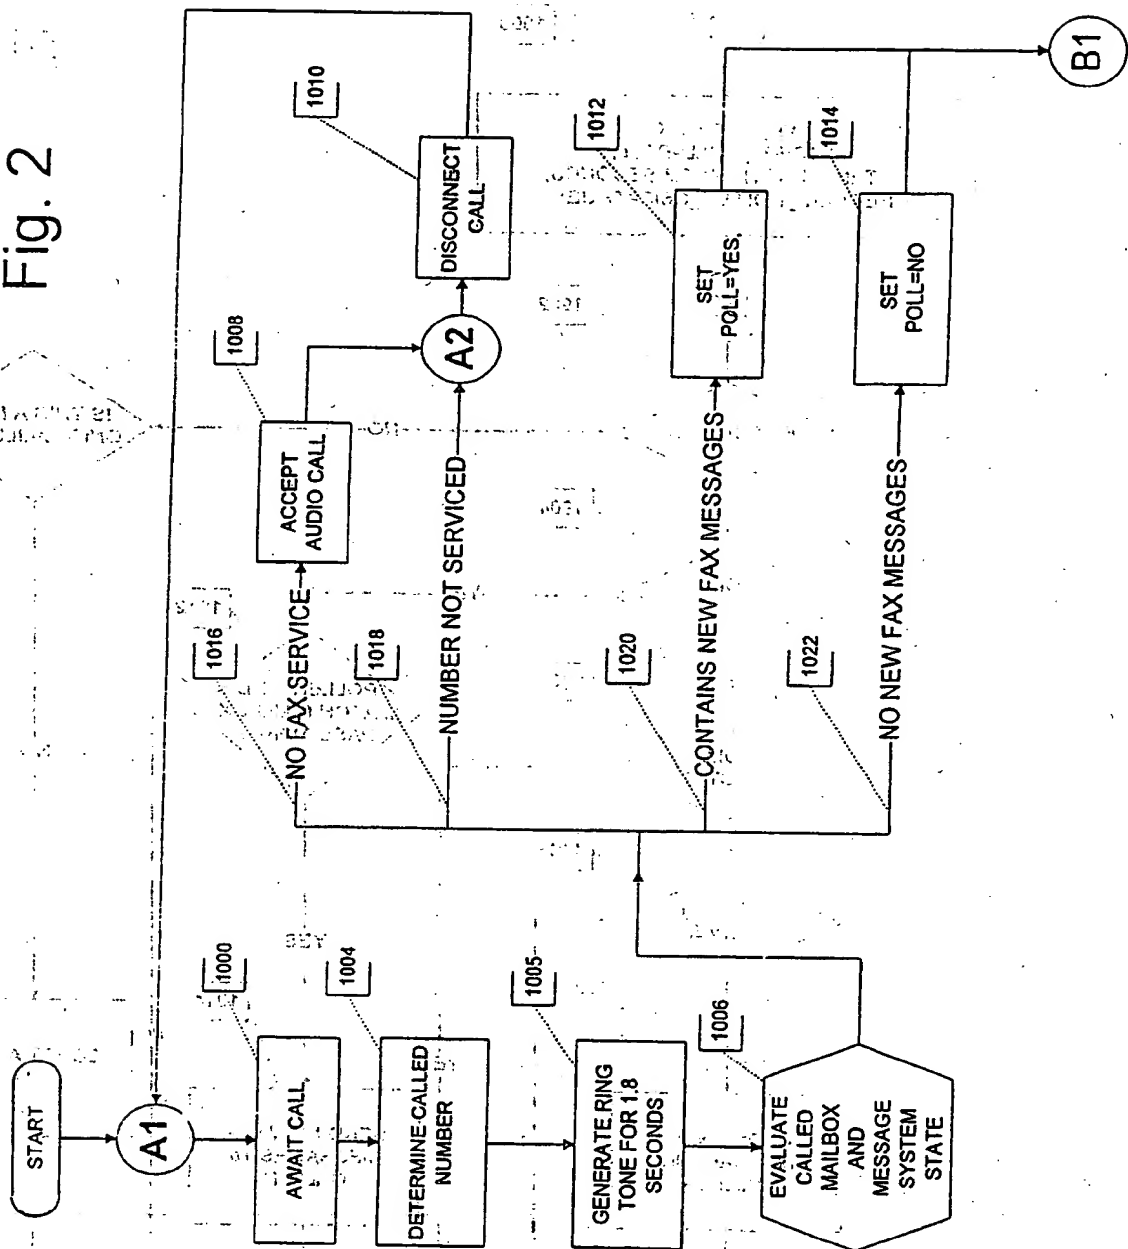 Fig. 2
START
A1
1000
AWAIT CALL
1004
DETERMINE CALLED
NUMBER
1005
GENERATE RING
TONE FOR 1.8
SECONDS
1006
EVALUATE
CALLED
MAILBOX
AND
MESSAGE
SYSTEM
STATE
1016
NO FAX SERVICE
1008
ACCEPT
AUDIO CALL
1018
NUMBER NOT SERVICED
A2
1010
DISCONNECT
CALL
1020
CONTAINS NEW FAX MESSAGES
1012
SET
POLL=YES
1022
NO NEW FAX MESSAGES
1014
SET
POLL=NO
B1